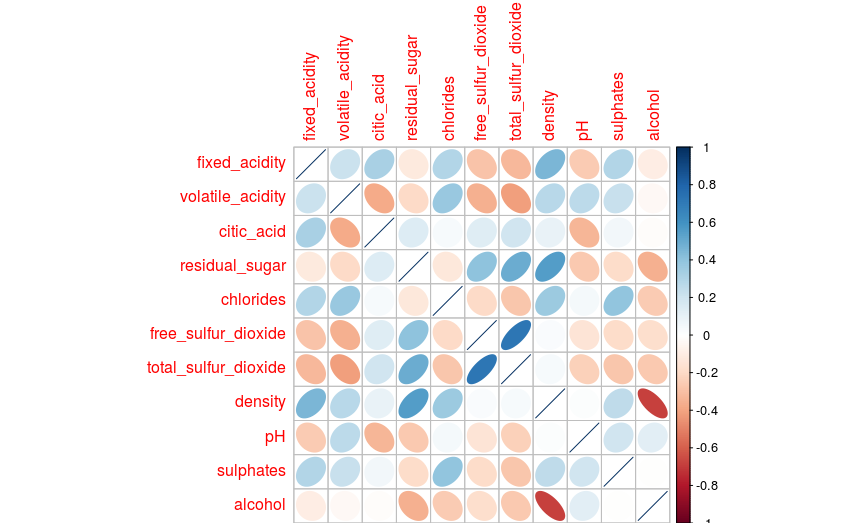 fixed_acidity
volatile_acidity
citic_acid
residual_sugar
chlorides
free_sulfur_dioxide
total_sulfur_dioxide
density
pH
sulphates
alcohol
fixed_acidity
volatile_acidity
citic_acid
residual_sugar
chlorides
free_sulfur_dioxide
total_sulfur_dioxide
density
pH
sulphates
alcohol
1
0.8
0.6
0.4
0.2
0
-0.2
-0.4
-0.6
-0.8
-1